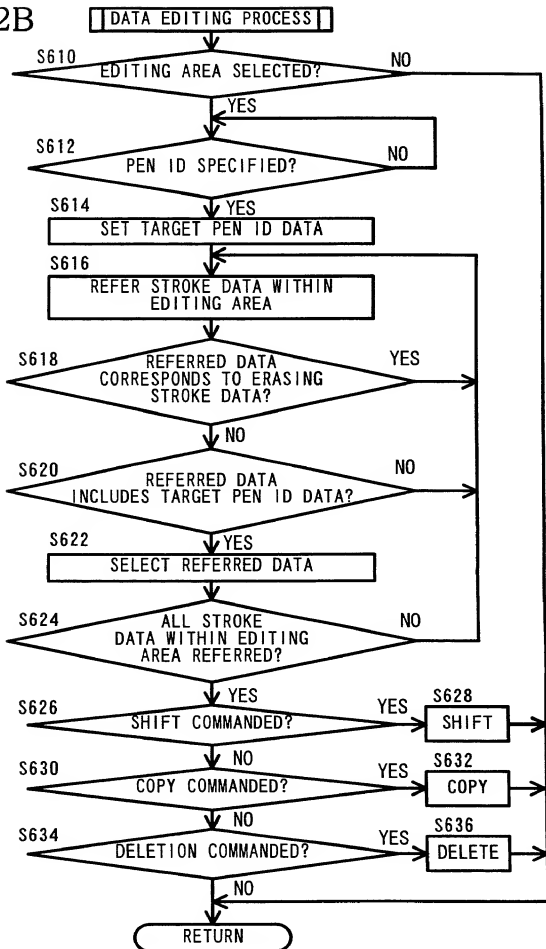 2B
DATA EDITING PROCESS
S610
EDITING AREA SELECTED?
NO
YES
S612
PEN ID SPECIFIED?
NO
YES
S614
SET TARGET PEN ID DATA
S616
REFER STROKE DATA WITHIN
EDITING AREA
S618
REFERRED DATA
CORRESPONDS TO ERASING
STROKE DATA?
YES
NO
S620
REFERRED DATA
INCLUDES TARGET PEN ID DATA?
NO
YES
S622
SELECT REFERRED DATA
S624
ALL STROKE
DATA WITHIN EDITING
AREA REFERRED?
NO
YES
S626
SHIFT COMMANDED?
YES
S628
SHIFT
NO
S630
COPY COMMANDED?
YES
S632
COPY
NO
S634
DELETION COMMANDED?
YES
S636
DELETE
NO
RETURN